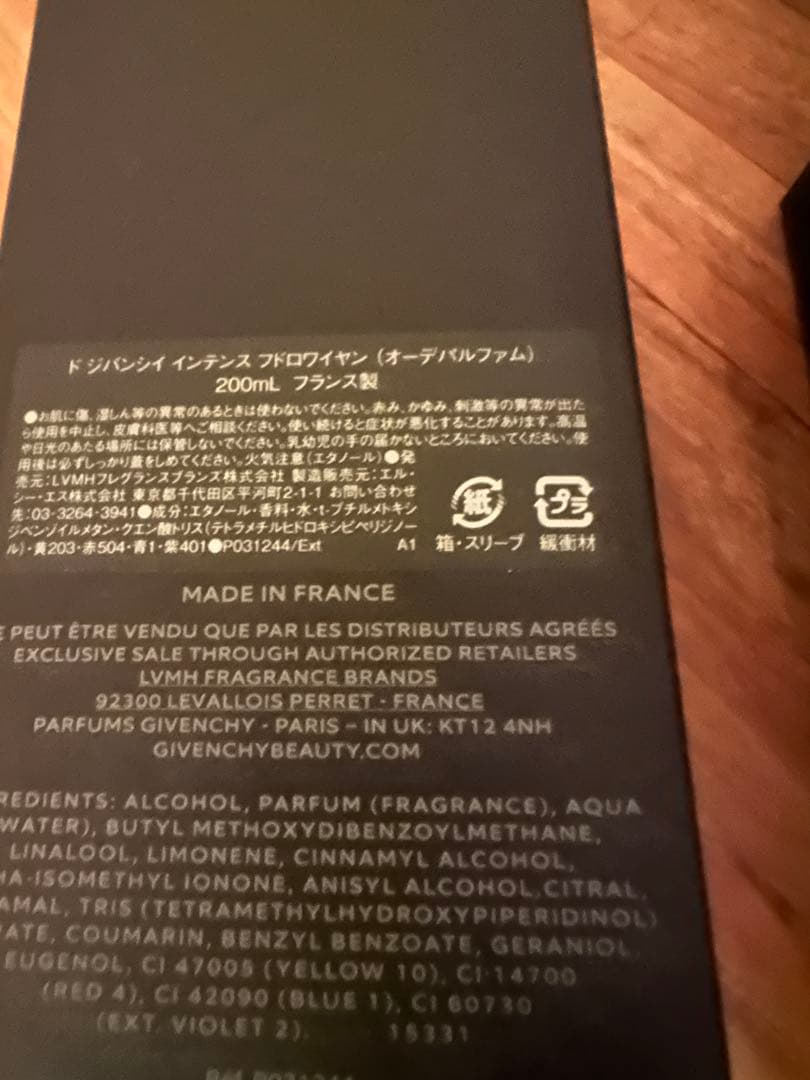 ド ジバンシイ インテンス フドロワイヤン (オーデパルファム)
200mL フランス製
●お肌に傷、湿しん等の異常のあるときは使わないでください。赤み、かゆみ、刺激等の異常が出た
ら使用を中止し、皮膚科医等へご相談ください。使い続けると症状が悪化することがあります。高温
や日光のあたる場所には保管しないでください。乳幼児の手の届かないところにおいてください。使
用後は必ずしっかり蓋をしめてください。火気注意(エタノール)●発
売元:LVMHフレグランスブランズ株式会社 製造販売元:エル・
シー・エス株式会社 東京都千代田区平河町2-1-1 お問い合わせ
先:03-3264-3941●成分:エタノール・香料・水・t-ブチルメトキシ
ジベンゾイルメタン・クエン酸トリス(テトラメチルヒドロキシピペリジノー
ル)・黄203・赤504・青1・紫401●P031244/Ext A1
紙 プラ
箱・スリーブ 緩衝材
MADE IN FRANCE
PEUT ÊTRE VENDU QUE PAR LES DISTRIBUTEURS AGRÉÉS
EXCLUSIVE SALE THROUGH AUTHORIZED RETAILERS
LVMH FRAGRANCE BRANDS
92300 LEVALLOIS PERRET - FRANCE
PARFUMS GIVENCHY - PARIS – IN UK: KT12 4NH
GIVENCHYBEAUTY.COM
REDIENTS: ALCOHOL, PARFUM (FRAGRANCE), AQUA
WATER), BUTYL METHOXYDIBENZOYLMETHANE,
LINALOOL, LIMONENE, CINNAMYL ALCOHOL,
HA-ISOMETHYL IONONE, ANISYL ALCOHOL, CITRAL,
AMAL, TRIS (TETRAMETHYLHYDROXYPIPERIDINOL)
ATE, COUMARIN, BENZYL BENZOATE, GERANIOL,
EUGENOL, CI 47005 (YELLOW 10), CI 14700
(RED 4), CI 42090 (BLUE 1), CI 60730
(EXT. VIOLET 2). 15331